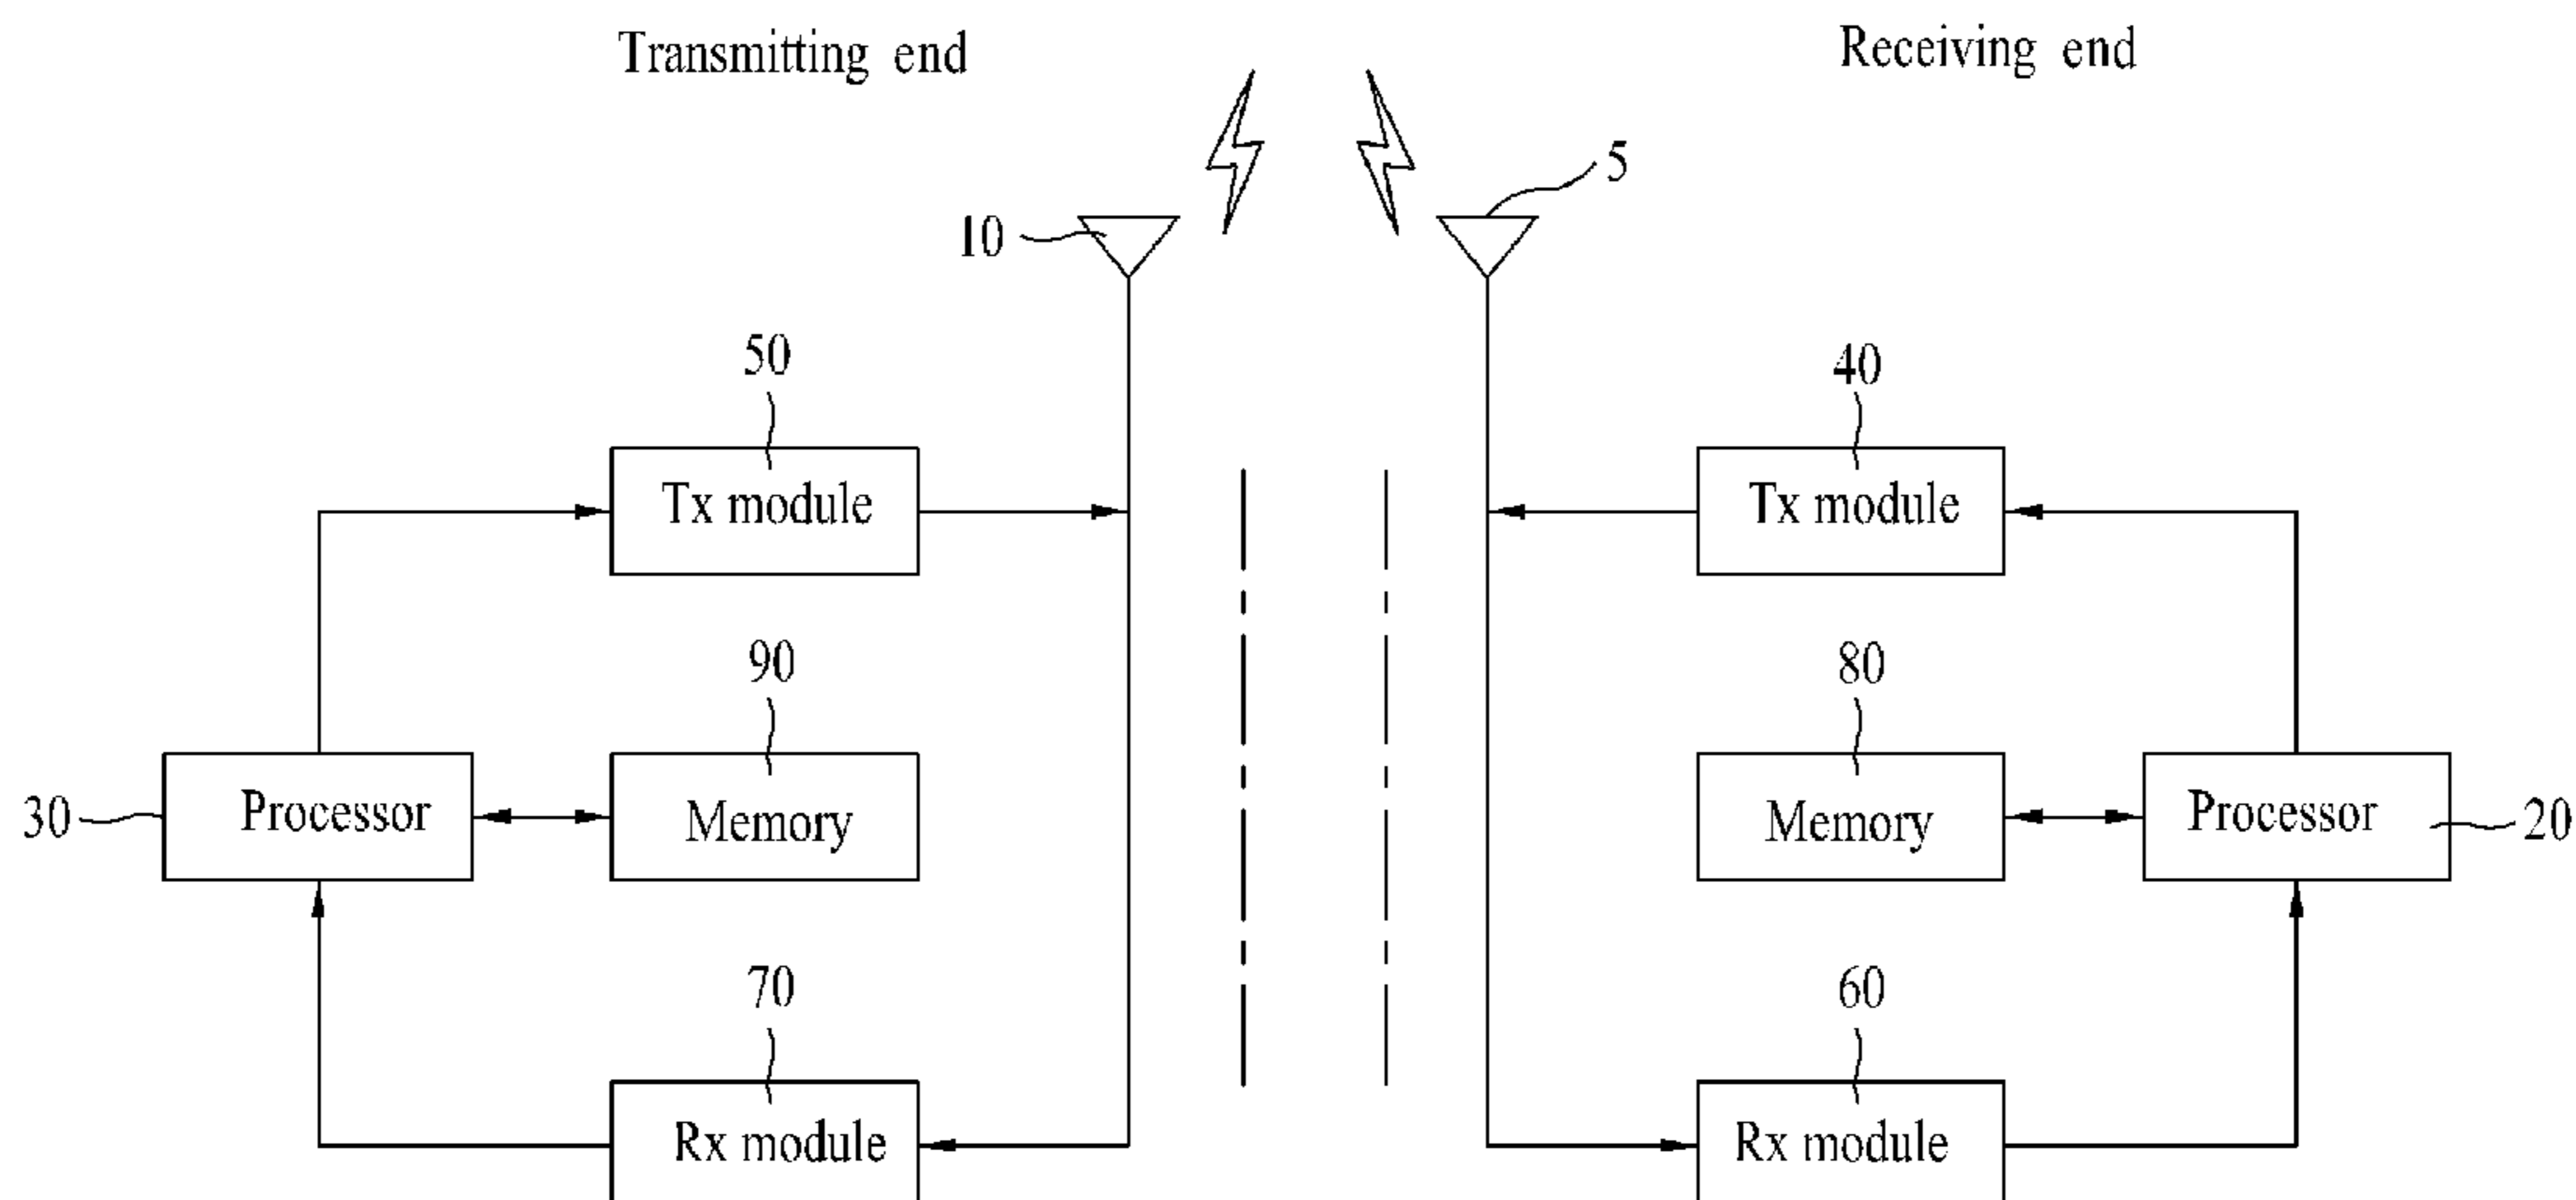 Transmitting end
Receiving end
5
10
50
40
Tx module
Tx module
90
80
30
Processor
Memory
Memory
Processor
20
70
60
Rx module
Rx module